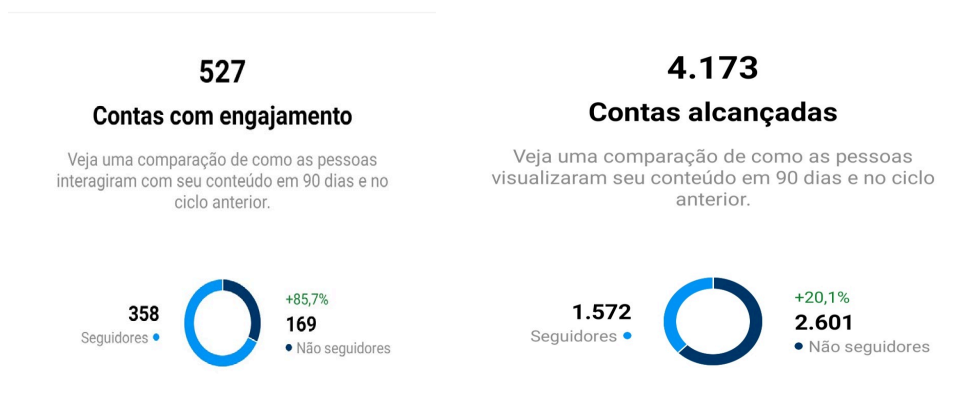 527
Contas com engajamento
Veja uma comparação de como as pessoas
interagiram com seu conteúdo em 90 dias e no
ciclo anterior.
358
Seguidores
+85,7%
169
Não seguidores
4.173
Contas alcançadas
Veja uma comparação de como as pessoas
visualizaram seu conteúdo em 90 dias e no ciclo
anterior.
1.572
Seguidores
+20,1%
2.601
Não seguidores